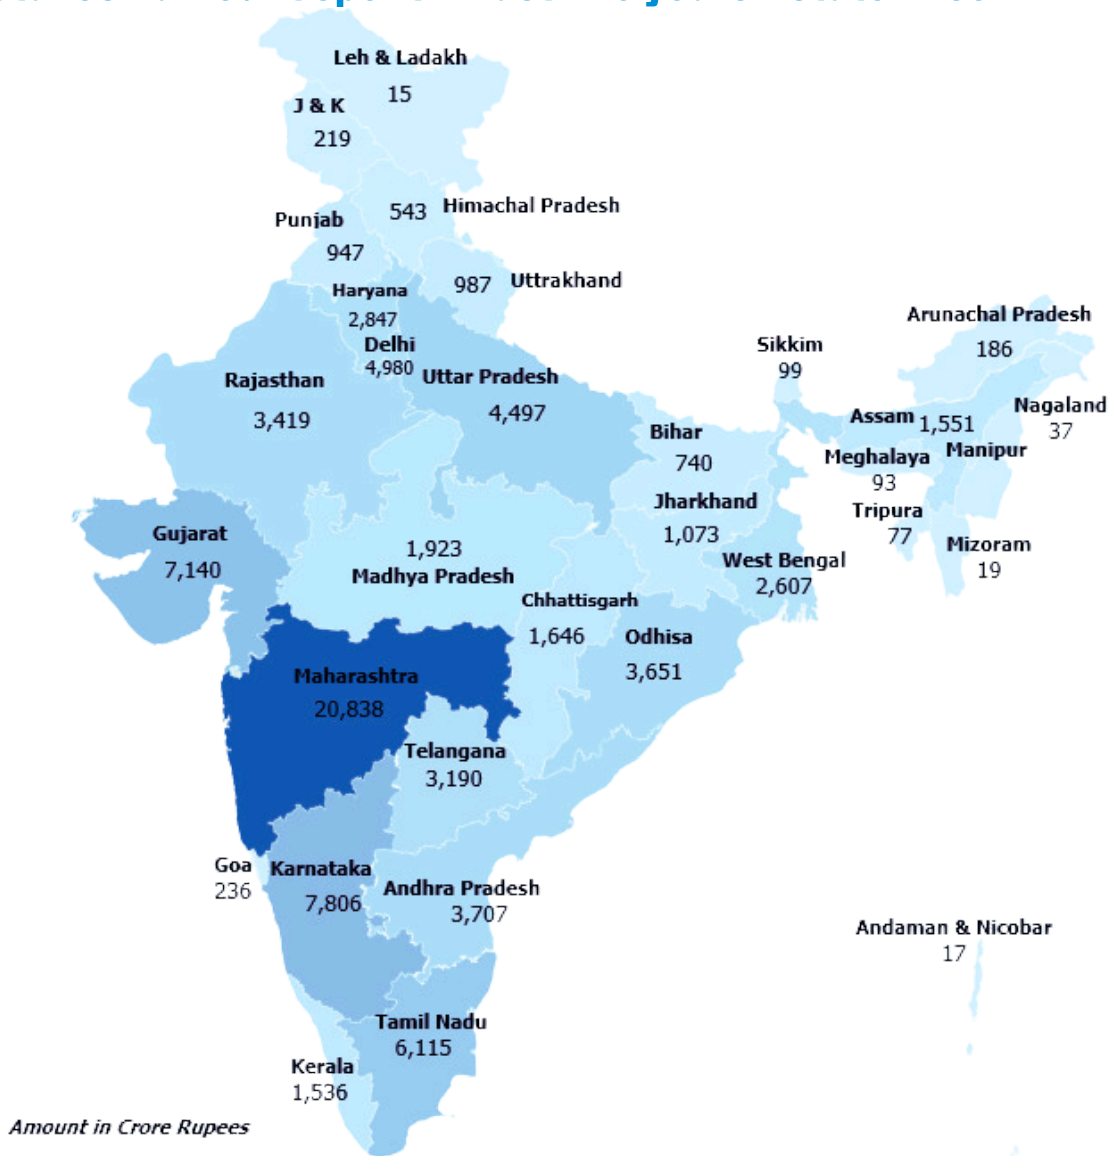 Leh & Ladakh
15
J & K
219
543 Himachal Pradesh
Punjab
947
987 Uttrakhand
Haryana
2,847
Delhi
4,980
Rajasthan
3,419
Uttar Pradesh
4,497
Arunachal Pradesh
186
Sikkim
99
Nagaland
37
Assam 1,551
Bihar
740
Manipur
Meghalaya
93
Jharkhand
1,073
Tripura
77
Mizoram
19
Gujarat
7,140
1,923
Madhya Pradesh
West Bengal
2,607
Chhattisgarh
1,646
Odhisa
3,651
Maharashtra
20,838
Telangana
3,190
Goa
236
Karnataka
7,806
Andhra Pradesh
3,707
Andaman & Nicobar
17
Tamil Nadu
6,115
Kerala
1,536
Amount in Crore Rupees